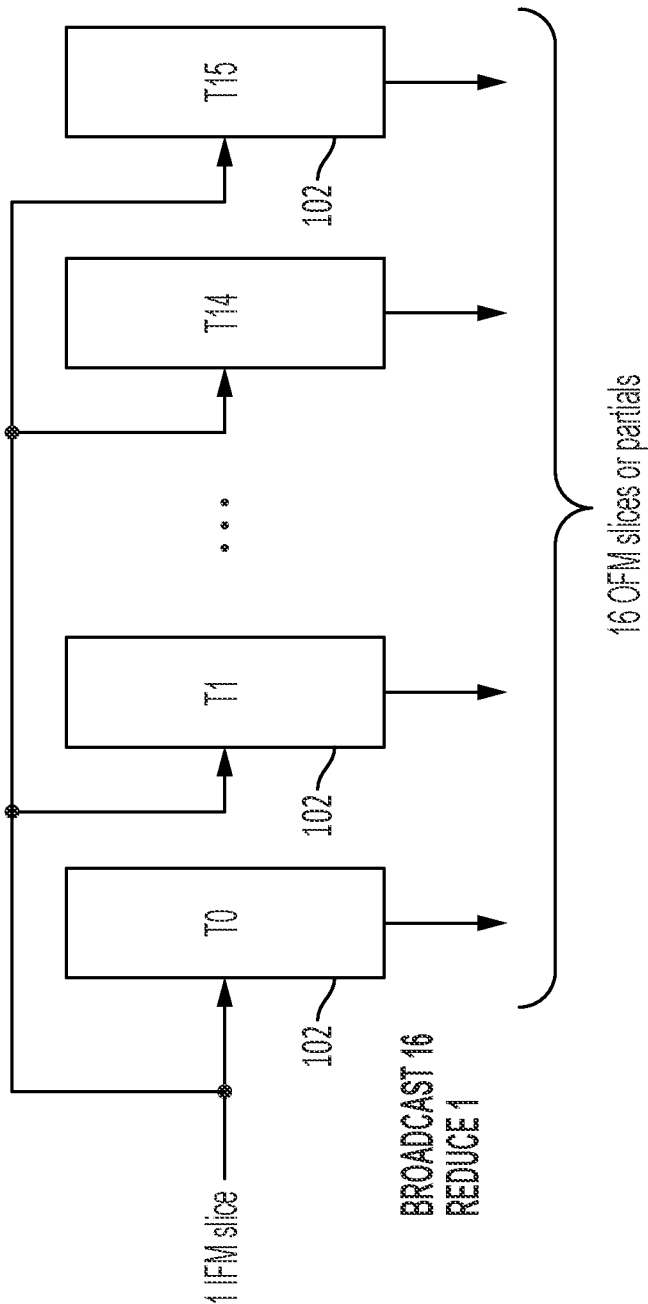 1 IFM slice
T0
T1
...
T14
T15
102
102
102
BROADCAST 16
REDUCE 1
16 OFM slices or partials